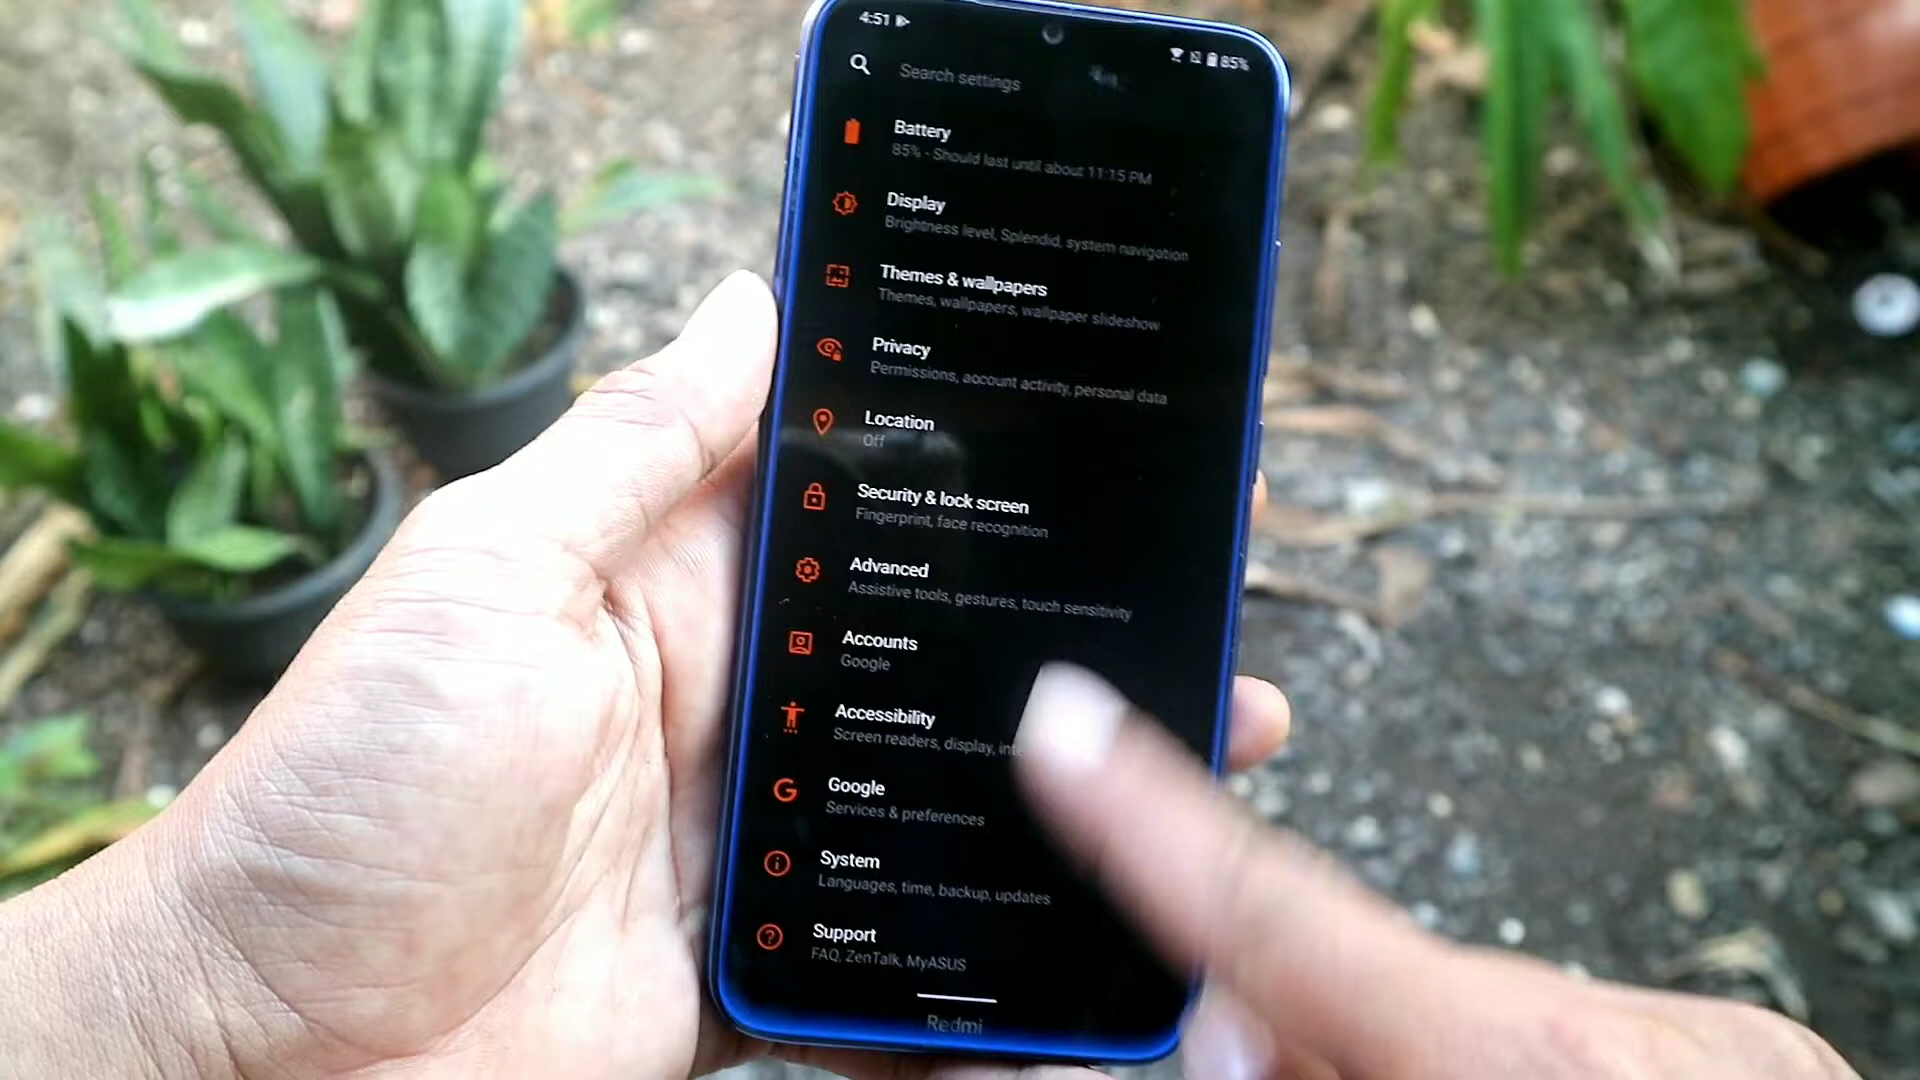 4:51
85%
Search settings
Battery
85% - Should last until about 11:15 PM
Display
Brightness level, Splendid, system navigation
Themes & wallpapers
Themes, wallpapers, wallpaper slideshow
Privacy
Permissions, account activity, personal data
Location
Off
Security & lock screen
Fingerprint, face recognition
Advanced
Assistive tools, gestures, touch sensitivity
Accounts
Google
Accessibility
Screen readers, display,
Google
Services & preferences
System
Languages, time, backup, updates
Support
FAQ, ZenTalk, MyASUS
Redmi